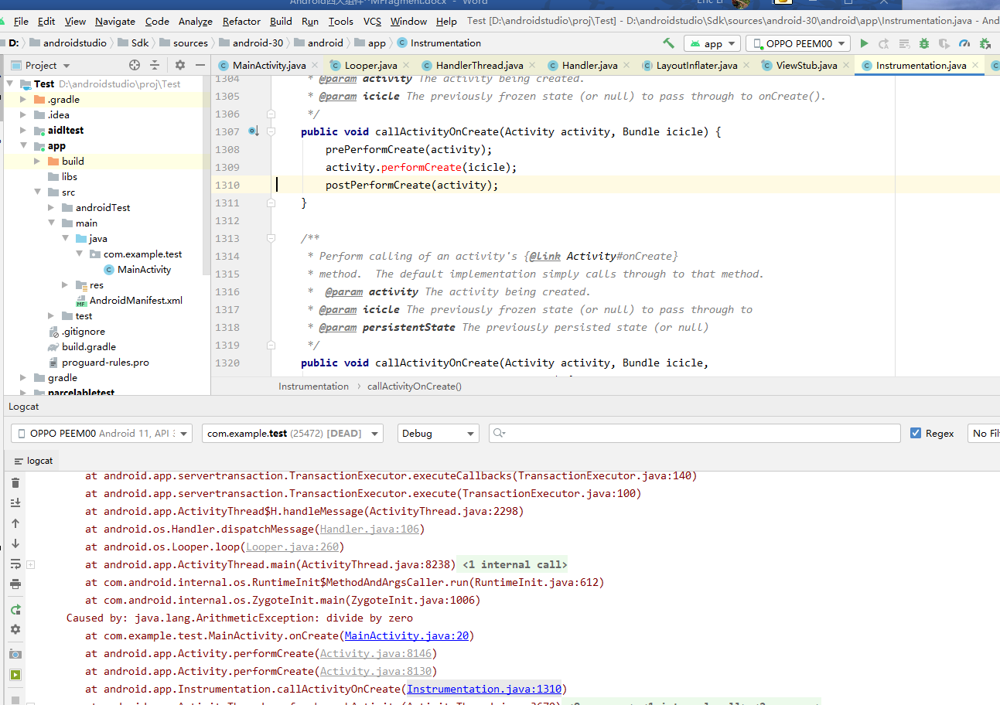 Android四大组件^MFragment.docx - Word
Eric Li
File Edit View Navigate Code Analyze Refactor Build Run Tools VCS Window Help Test [D:\androidstudio\proj\Test] - D:\androidstudio\Sdk\sources\android-30\android\app\Instrumentation.java - And
D: androidstudio Sdk sources android-30 android app Instrumentation app OPPO PEEM00
Project MainActivity.java Looper.java HandlerThread.java Handler.java LayoutInflater.java ViewStub.java Instrumentation.java
Test D:\androidstudio\proj\Test
.gradle
.idea
aidltest
app
build
libs
src
androidTest
main
java
com.example.test
MainActivity
res
AndroidManifest.xml
test
.gitignore
build.gradle
proguard-rules.pro
gradle
parcelabletest
1304 * @param activity The activity being created.
1305 * @param icicle The previously frozen state (or null) to pass through to onCreate().
1306 */
1307 public void callActivityOnCreate(Activity activity, Bundle icicle) {
1308 prePerformCreate(activity);
1309 activity.performCreate(icicle);
1310 postPerformCreate(activity);
1311 }
1312
1313 /**
1314 * Perform calling of an activity's {@link Activity#onCreate}
1315 * method.  The default implementation simply calls through to that method.
1316 *  @param activity The activity being created.
1317 * @param icicle The previously frozen state (or null) to pass through to
1318 * @param persistentState The previously persisted state (or null)
1319 */
1320 public void callActivityOnCreate(Activity activity, Bundle icicle,
Instrumentation › callActivityOnCreate()
Logcat
OPPO PEEM00 Android 11, API com.example.test (25472) [DEAD] Debug Regex No Fil
logcat
at android.app.servertransaction.TransactionExecutor.executeCallbacks(TransactionExecutor.java:140)
at android.app.servertransaction.TransactionExecutor.execute(TransactionExecutor.java:100)
at android.app.ActivityThread$H.handleMessage(ActivityThread.java:2298)
at android.os.Handler.dispatchMessage(Handler.java:106)
at android.os.Looper.loop(Looper.java:260)
at android.app.ActivityThread.main(ActivityThread.java:8238) <1 internal call>
at com.android.internal.os.RuntimeInit$MethodAndArgsCaller.run(RuntimeInit.java:612)
at com.android.internal.os.ZygoteInit.main(ZygoteInit.java:1006)
Caused by: java.lang.ArithmeticException: divide by zero
at com.example.test.MainActivity.onCreate(MainActivity.java:20)
at android.app.Activity.performCreate(Activity.java:8146)
at android.app.Activity.performCreate(Activity.java:8130)
at android.app.Instrumentation.callActivityOnCreate(Instrumentation.java:1310)